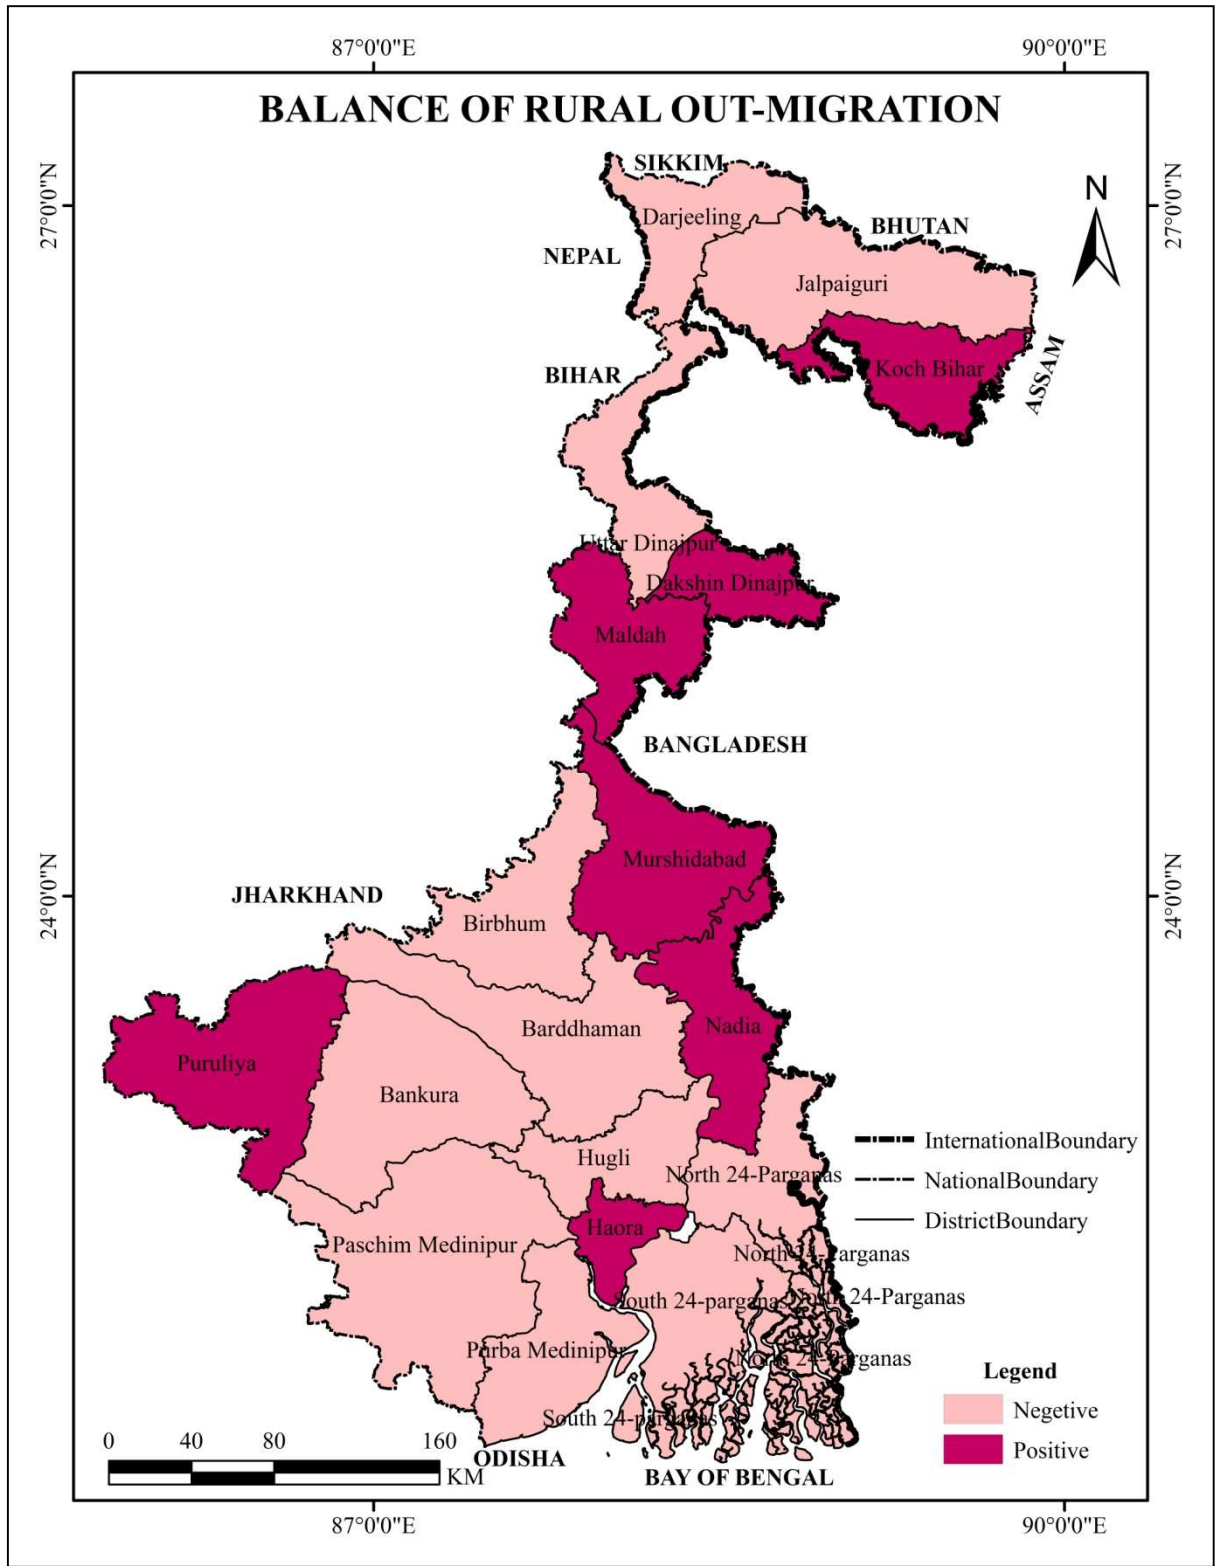 87°0'0"E
90°0'0"E
BALANCE OF RURAL OUT-MIGRATION
27°0'0"N
27°0'0"N
SIKKIM
N
Darjeeling
BHUTAN
NEPAL
Jalpaiguri
BIHAR
Koch Bihar
ASSAM
Uttar Dinajpur
Dakshin Dinajpur
Maldah
BANGLADESH
Murshidabad
24°0'0"N
24°0'0"N
JHARKHAND
Birbhum
Barddhaman
Nadia
Puruliya
Bankura
InternationalBoundary
Hugli
North 24-Parganas
NationalBoundary
DistrictBoundary
Haora
Paschim Medinipur
North 24-Parganas
South 24-parganas
North 24-Parganas
Purba Medinipur
North 24-Parganas
Legend
Negetive
South 24-parganas
0 40 80 160
Positive
ODISHA
KM
BAY OF BENGAL
87°0'0"E
90°0'0"E